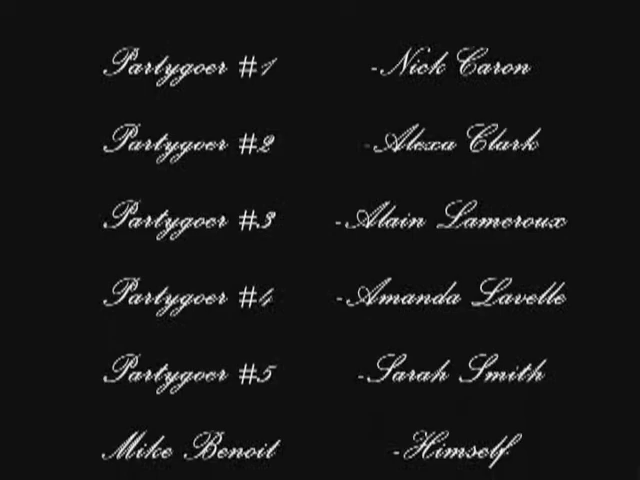 Partygoer #1 -Nick Caron
Partygoer #2 -Alexa Clark
Partygoer #3 -Alain Lameroux
Partygoer #4 -Amanda Lavelle
Partygoer #5 -Sarah Smith
Mike Benoit -Himself